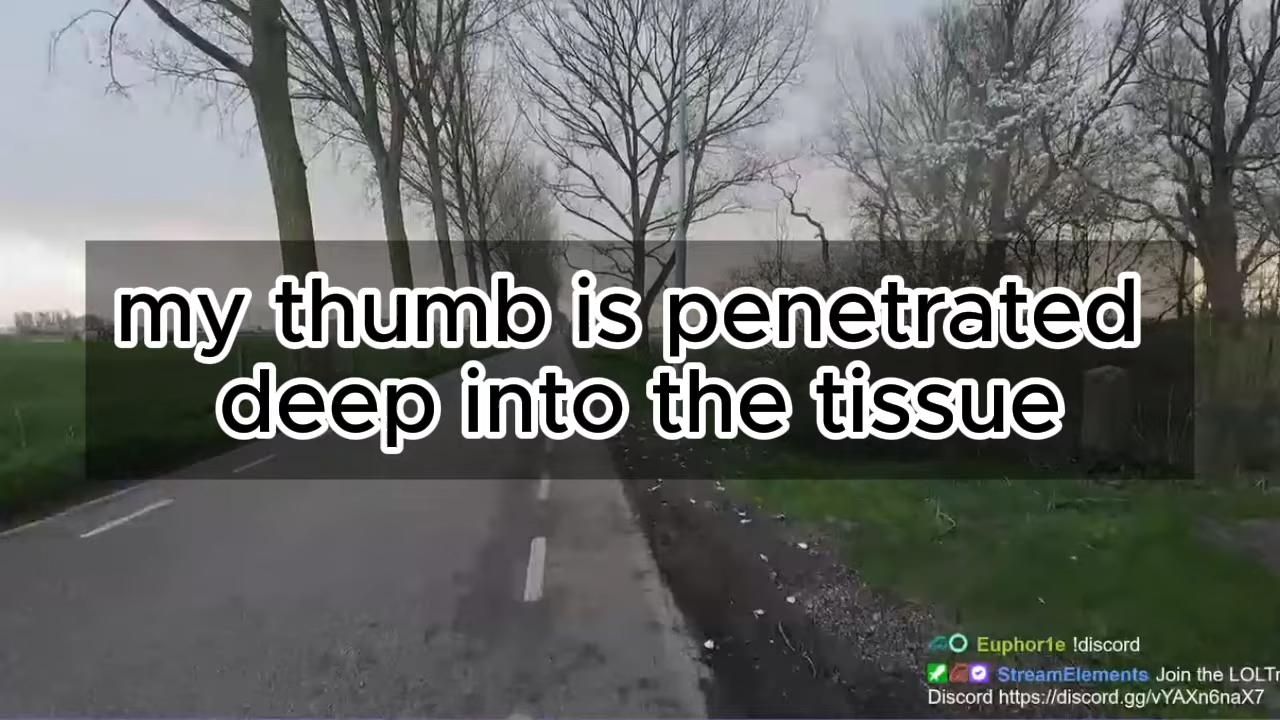 my thumb is penetrated
deep into the tissue
Euphor1e !discord
StreamElements Join the LOLTr
Discord https://discord.gg/vYAXn6naX7